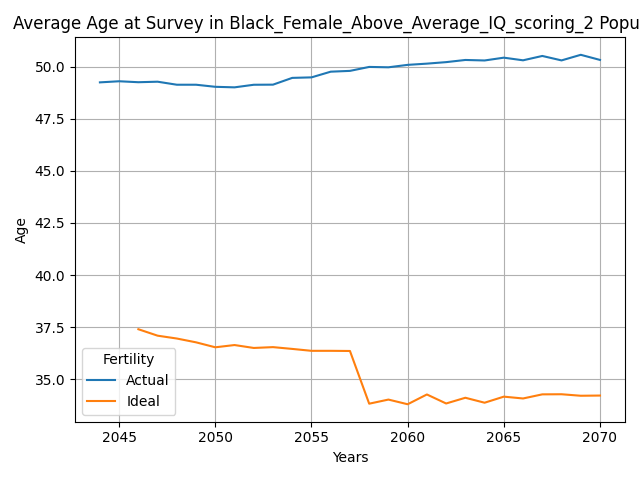 Average Age at Survey in Black_Female_Above_Average_IQ_scoring_2 Popu
50.0
47.5
45.0
42.5
40.0
37.5
35.0
Age
Fertility
Actual
Ideal
2045 2050 2055 2060 2065 2070
Years